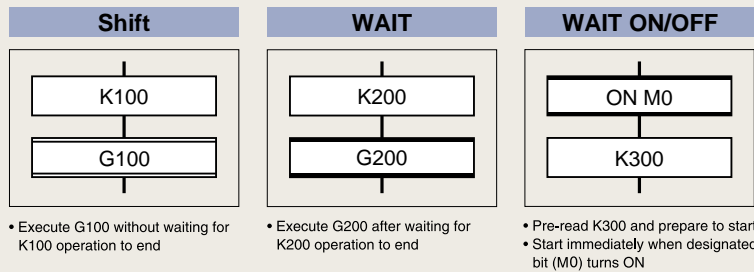 Shift
K100
G100
• Execute G100 without waiting for
K100 operation to end
WAIT
K200
G200
• Execute G200 after waiting for
K200 operation to end
WAIT ON/OFF
ON M0
K300
• Pre-read K300 and prepare to start
• Start immediately when designated
bit (M0) turns ON